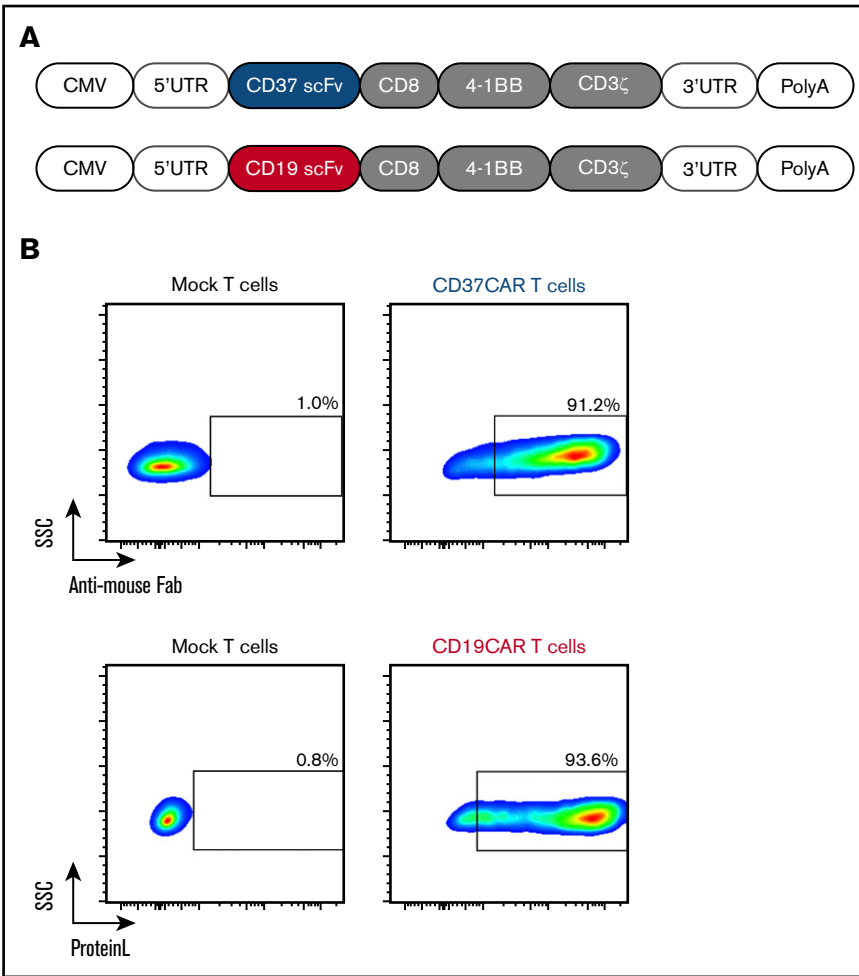 A
CMV 5'UTR CD37 scFv CD8 4-1BB CD3ζ 3'UTR PolyA
CMV 5'UTR CD19 scFv CD8 4-1BB CD3ζ 3'UTR PolyA
B
Mock T cells CD37CAR T cells
1.0% 91.2%
SSC
Anti-mouse Fab
Mock T cells CD19CAR T cells
0.8% 93.6%
SSC
ProteinL